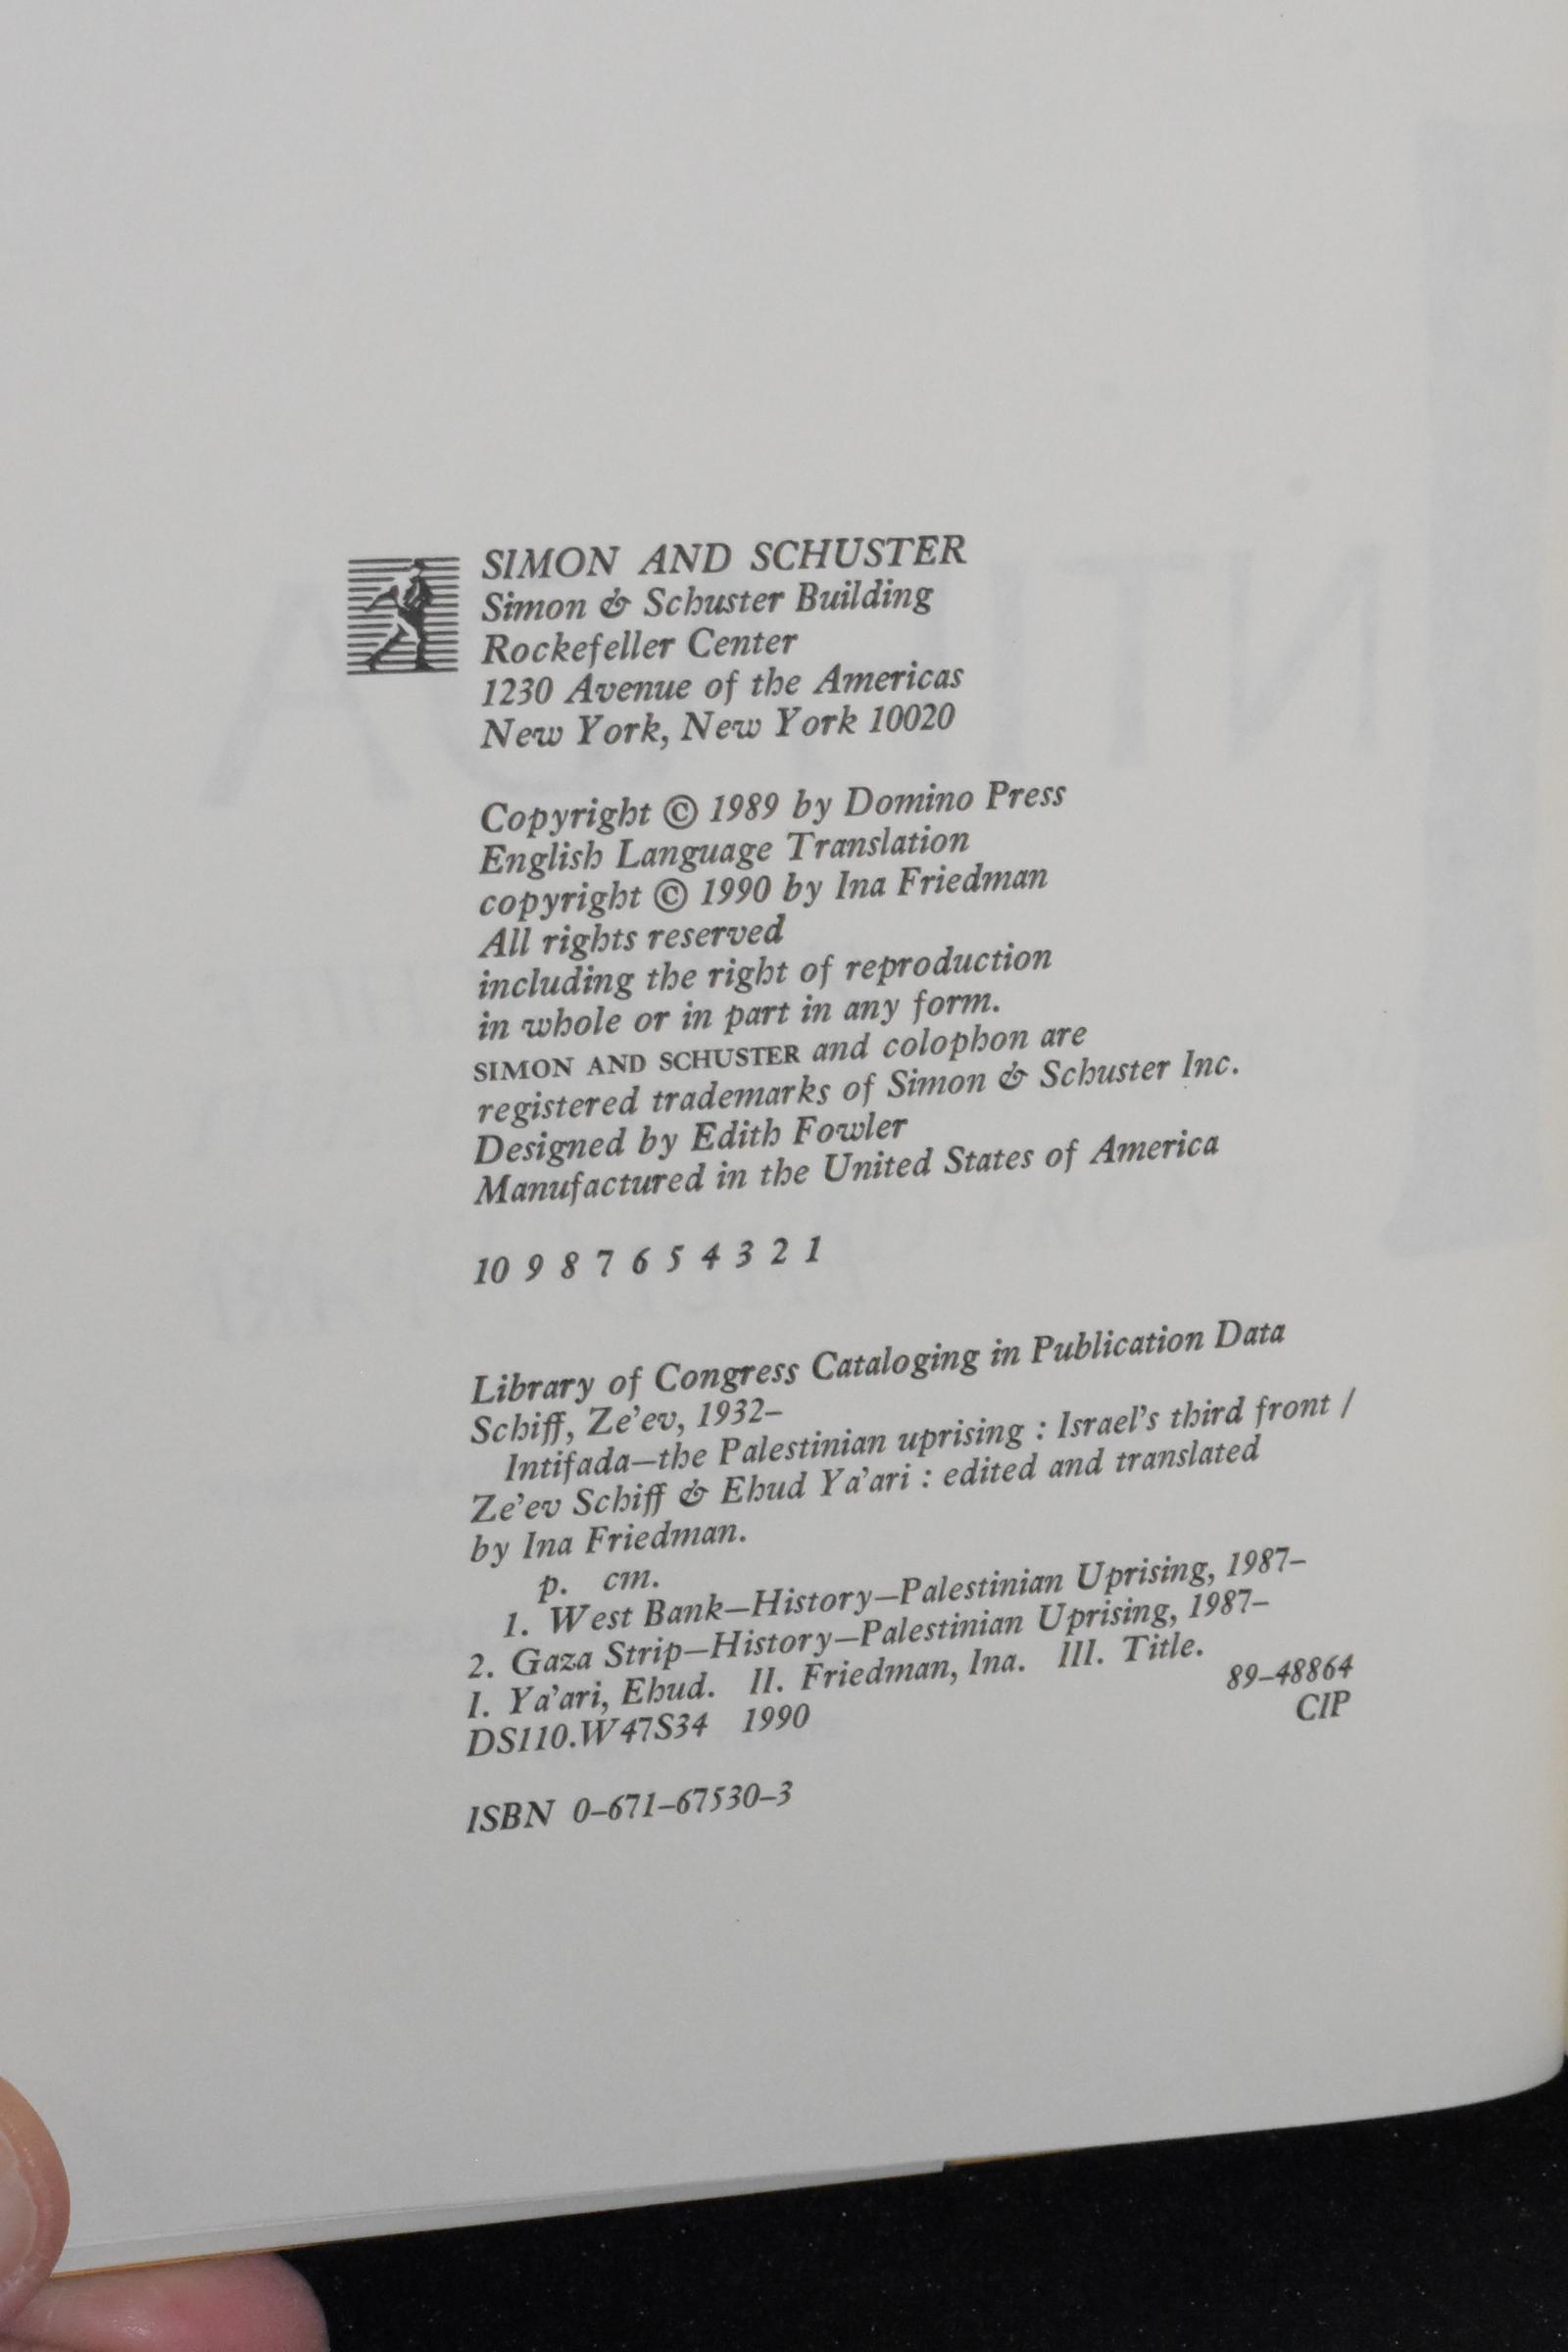 SIMON AND SCHUSTER
Simon & Schuster Building
Rockefeller Center
1230 Avenue of the Americas
New York, New York 10020
Copyright © 1989 by Domino Press
English Language Translation
copyright © 1990 by Ina Friedman
All rights reserved
including the right of reproduction
in whole or in part in any form.
SIMON AND SCHUSTER and colophon are
registered trademarks of Simon & Schuster Inc.
Designed by Edith Fowler
Manufactured in the United States of America
10 9 8 7 6 5 4 3 2 1
Library of Congress Cataloging in Publication Data
Schiff, Ze'ev, 1932–
Intifada—the Palestinian uprising : Israel's third front /
Ze'ev Schiff & Ehud Ya'ari : edited and translated
by Ina Friedman.
p. cm.
1. West Bank—History—Palestinian Uprising, 1987–
2. Gaza Strip—History—Palestinian Uprising, 1987–
I. Ya'ari, Ehud. II. Friedman, Ina. III. Title.
DS110.W47S34 1990 89–48864
CIP
ISBN 0–671–67530–3